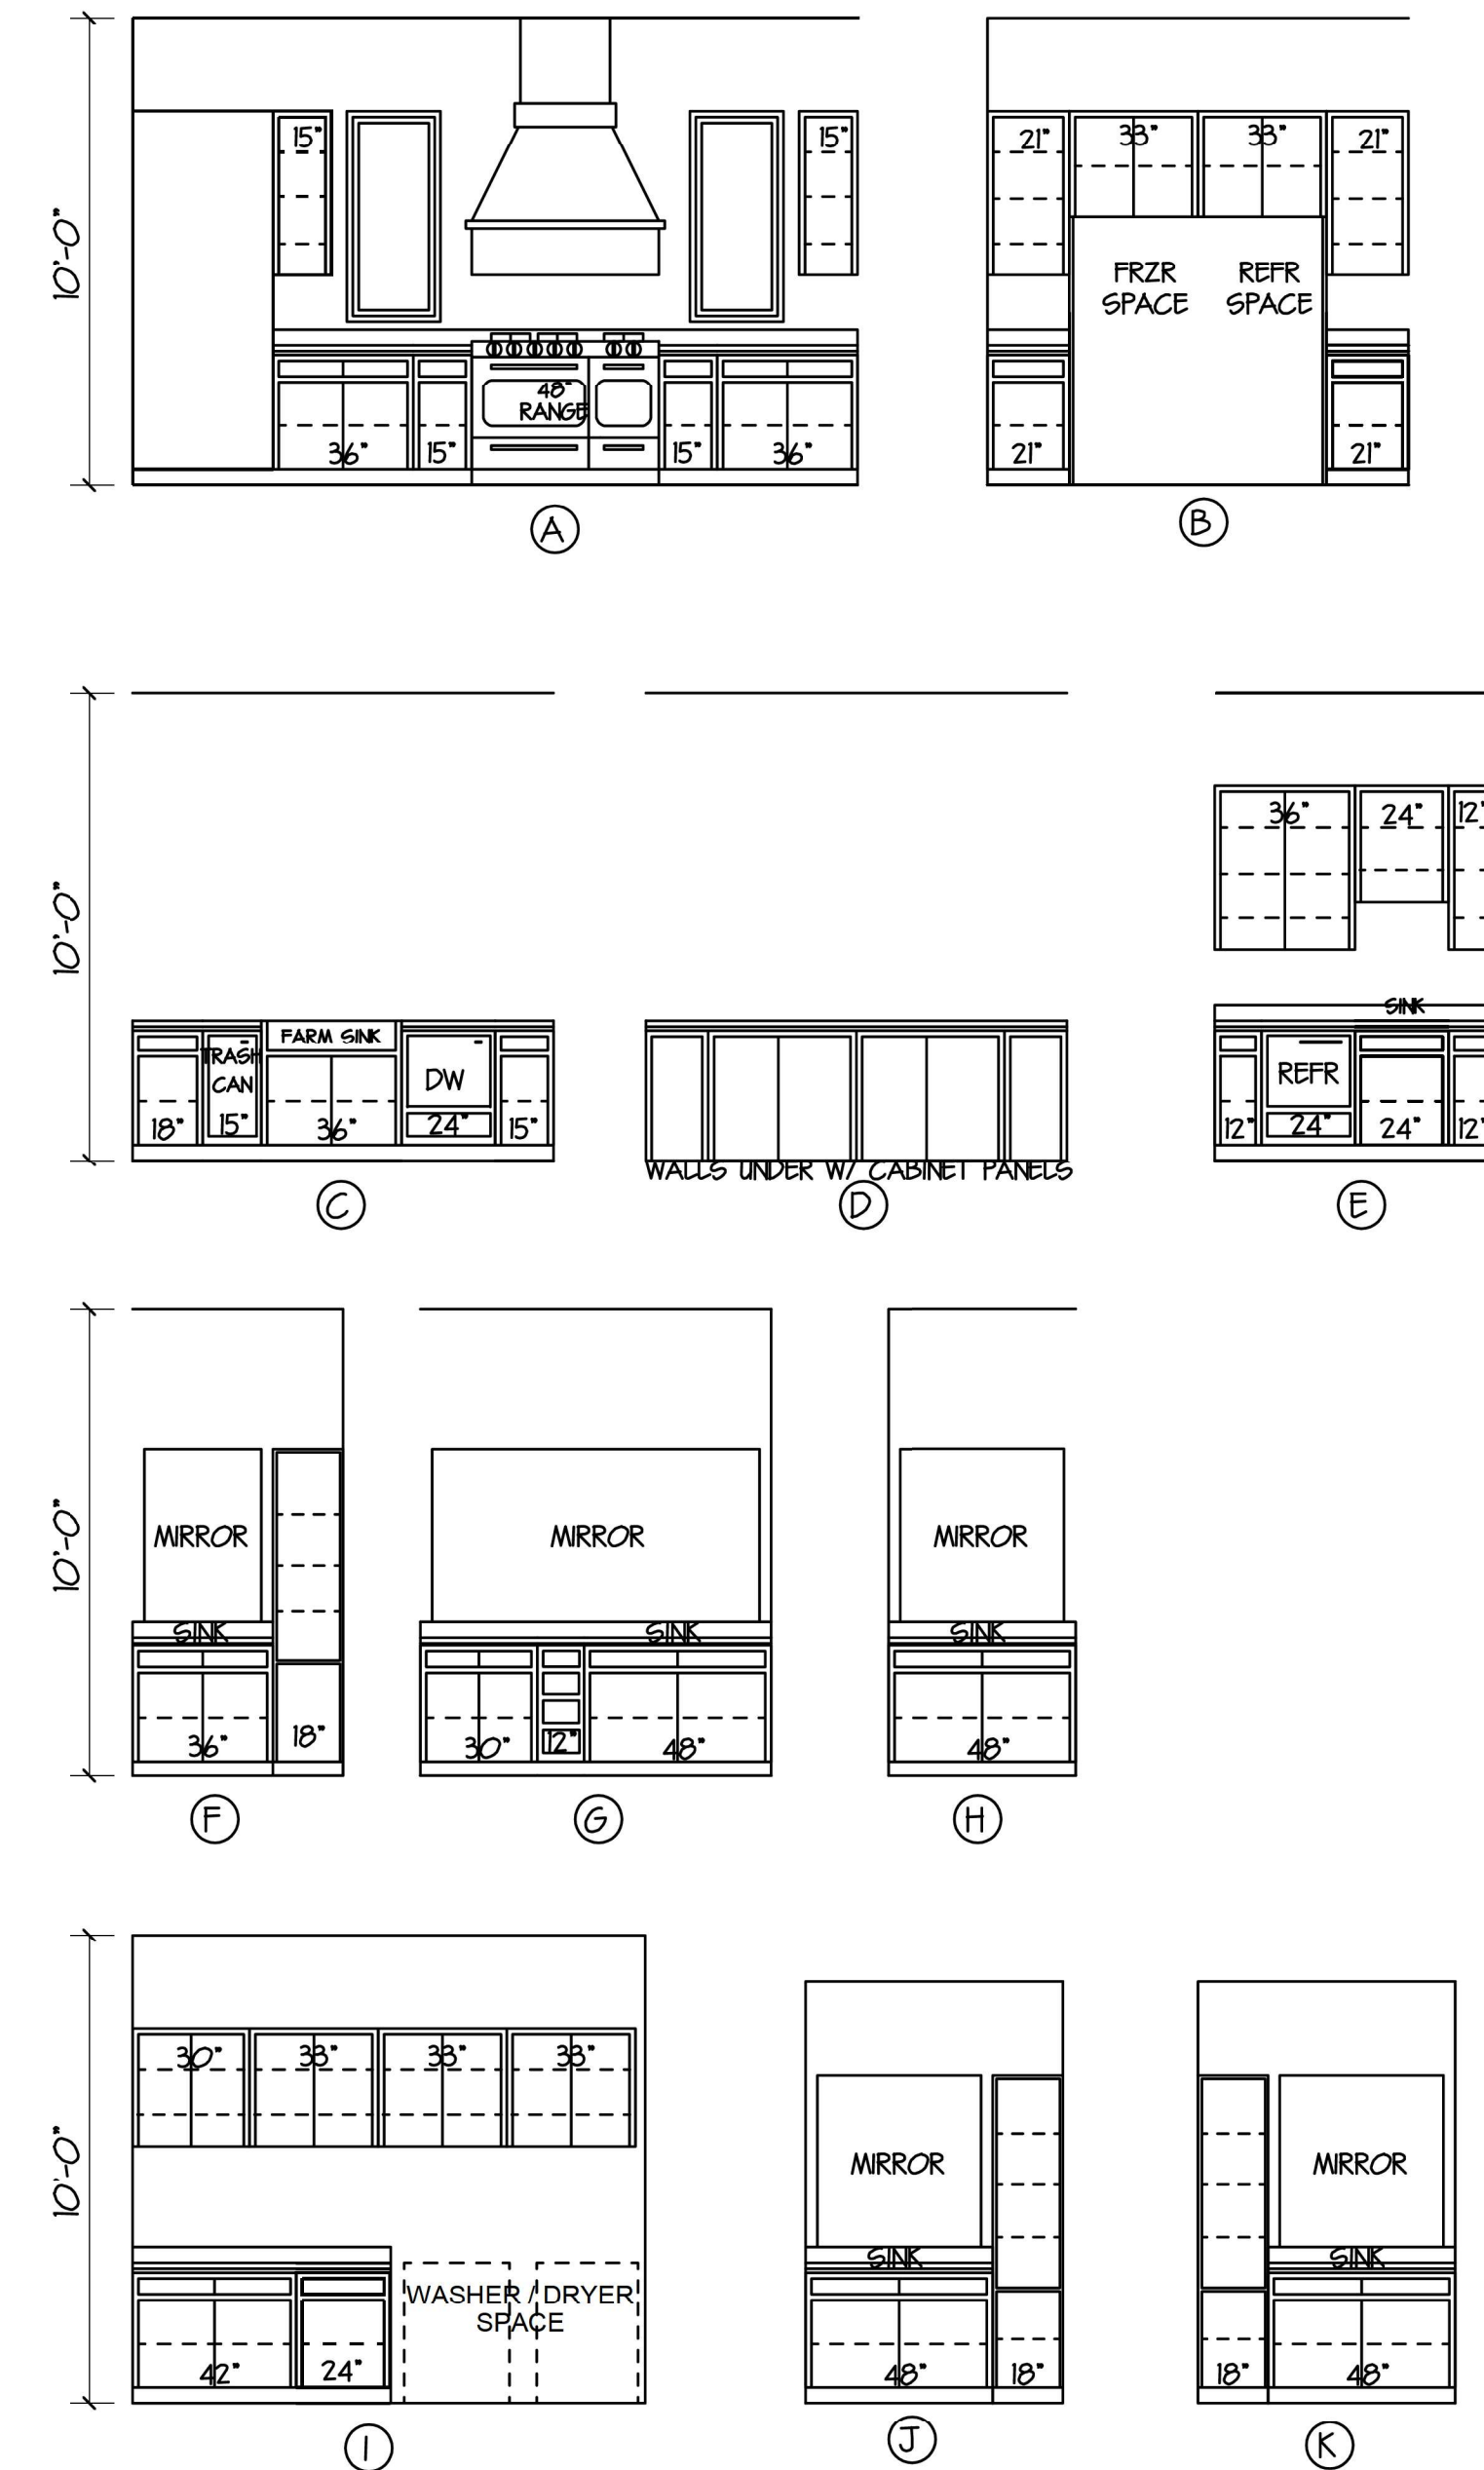 10'-0"
15"
15"
48"
RANGE
36"
15"
15"
36"
A
21"
33"
33"
21"
FRZR
SPACE
REFR
SPACE
21"
21"
B
10'-0"
TRASH
CAN
FARM SINK
DW
18"
15"
36"
24"
15"
C
WALLS UNDER W/ CABINET PANELS
D
36"
24"
12"
SINK
REFR
12"
24"
24"
12"
E
10'-0"
MIRROR
SINK
36"
18"
F
MIRROR
SINK
30"
12"
48"
G
MIRROR
SINK
48"
H
10'-0"
30"
33"
33"
33"
WASHER / DRYER
SPACE
42"
24"
I
MIRROR
SINK
48"
18"
J
MIRROR
SINK
18"
48"
K